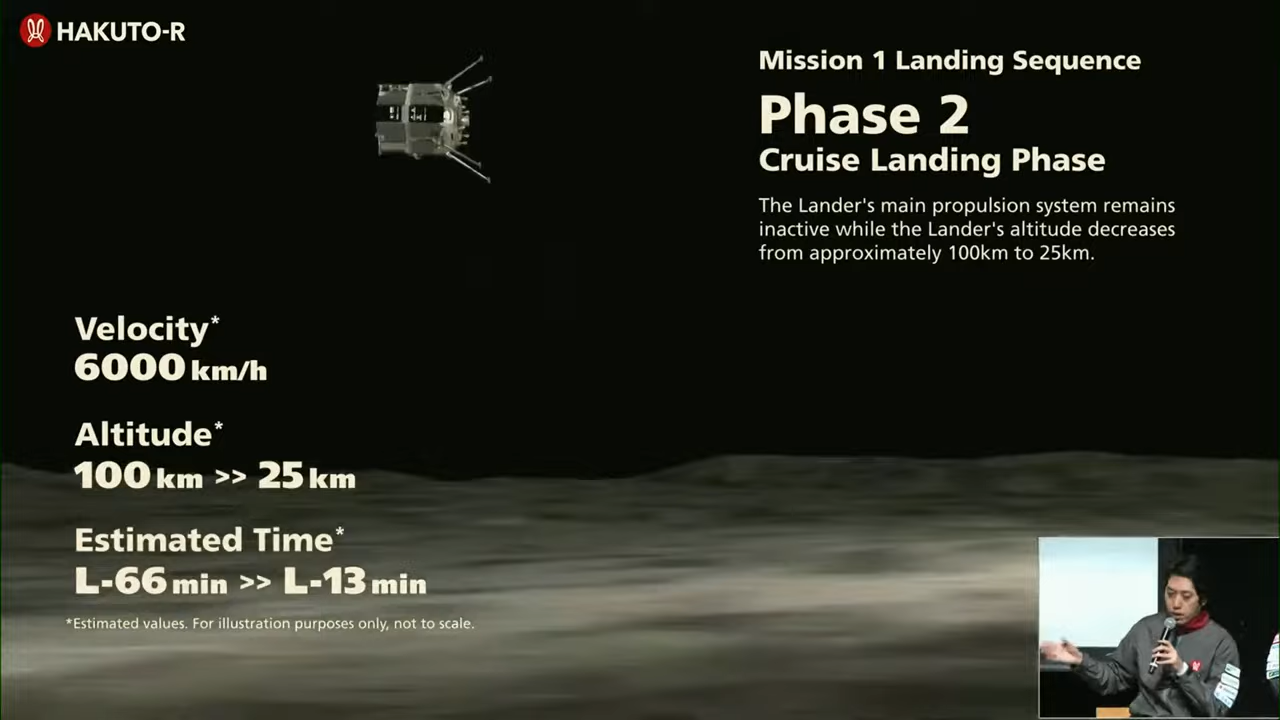 HAKUTO-R
Mission 1 Landing Sequence
Phase 2
Cruise Landing Phase
The Lander's main propulsion system remains
inactive while the Lander's altitude decreases
from approximately 100km to 25km.
Velocity*
6000 km/h
Altitude*
100 km >> 25 km
Estimated Time*
L-66 min >> L-13 min
*Estimated values. For illustration purposes only, not to scale.